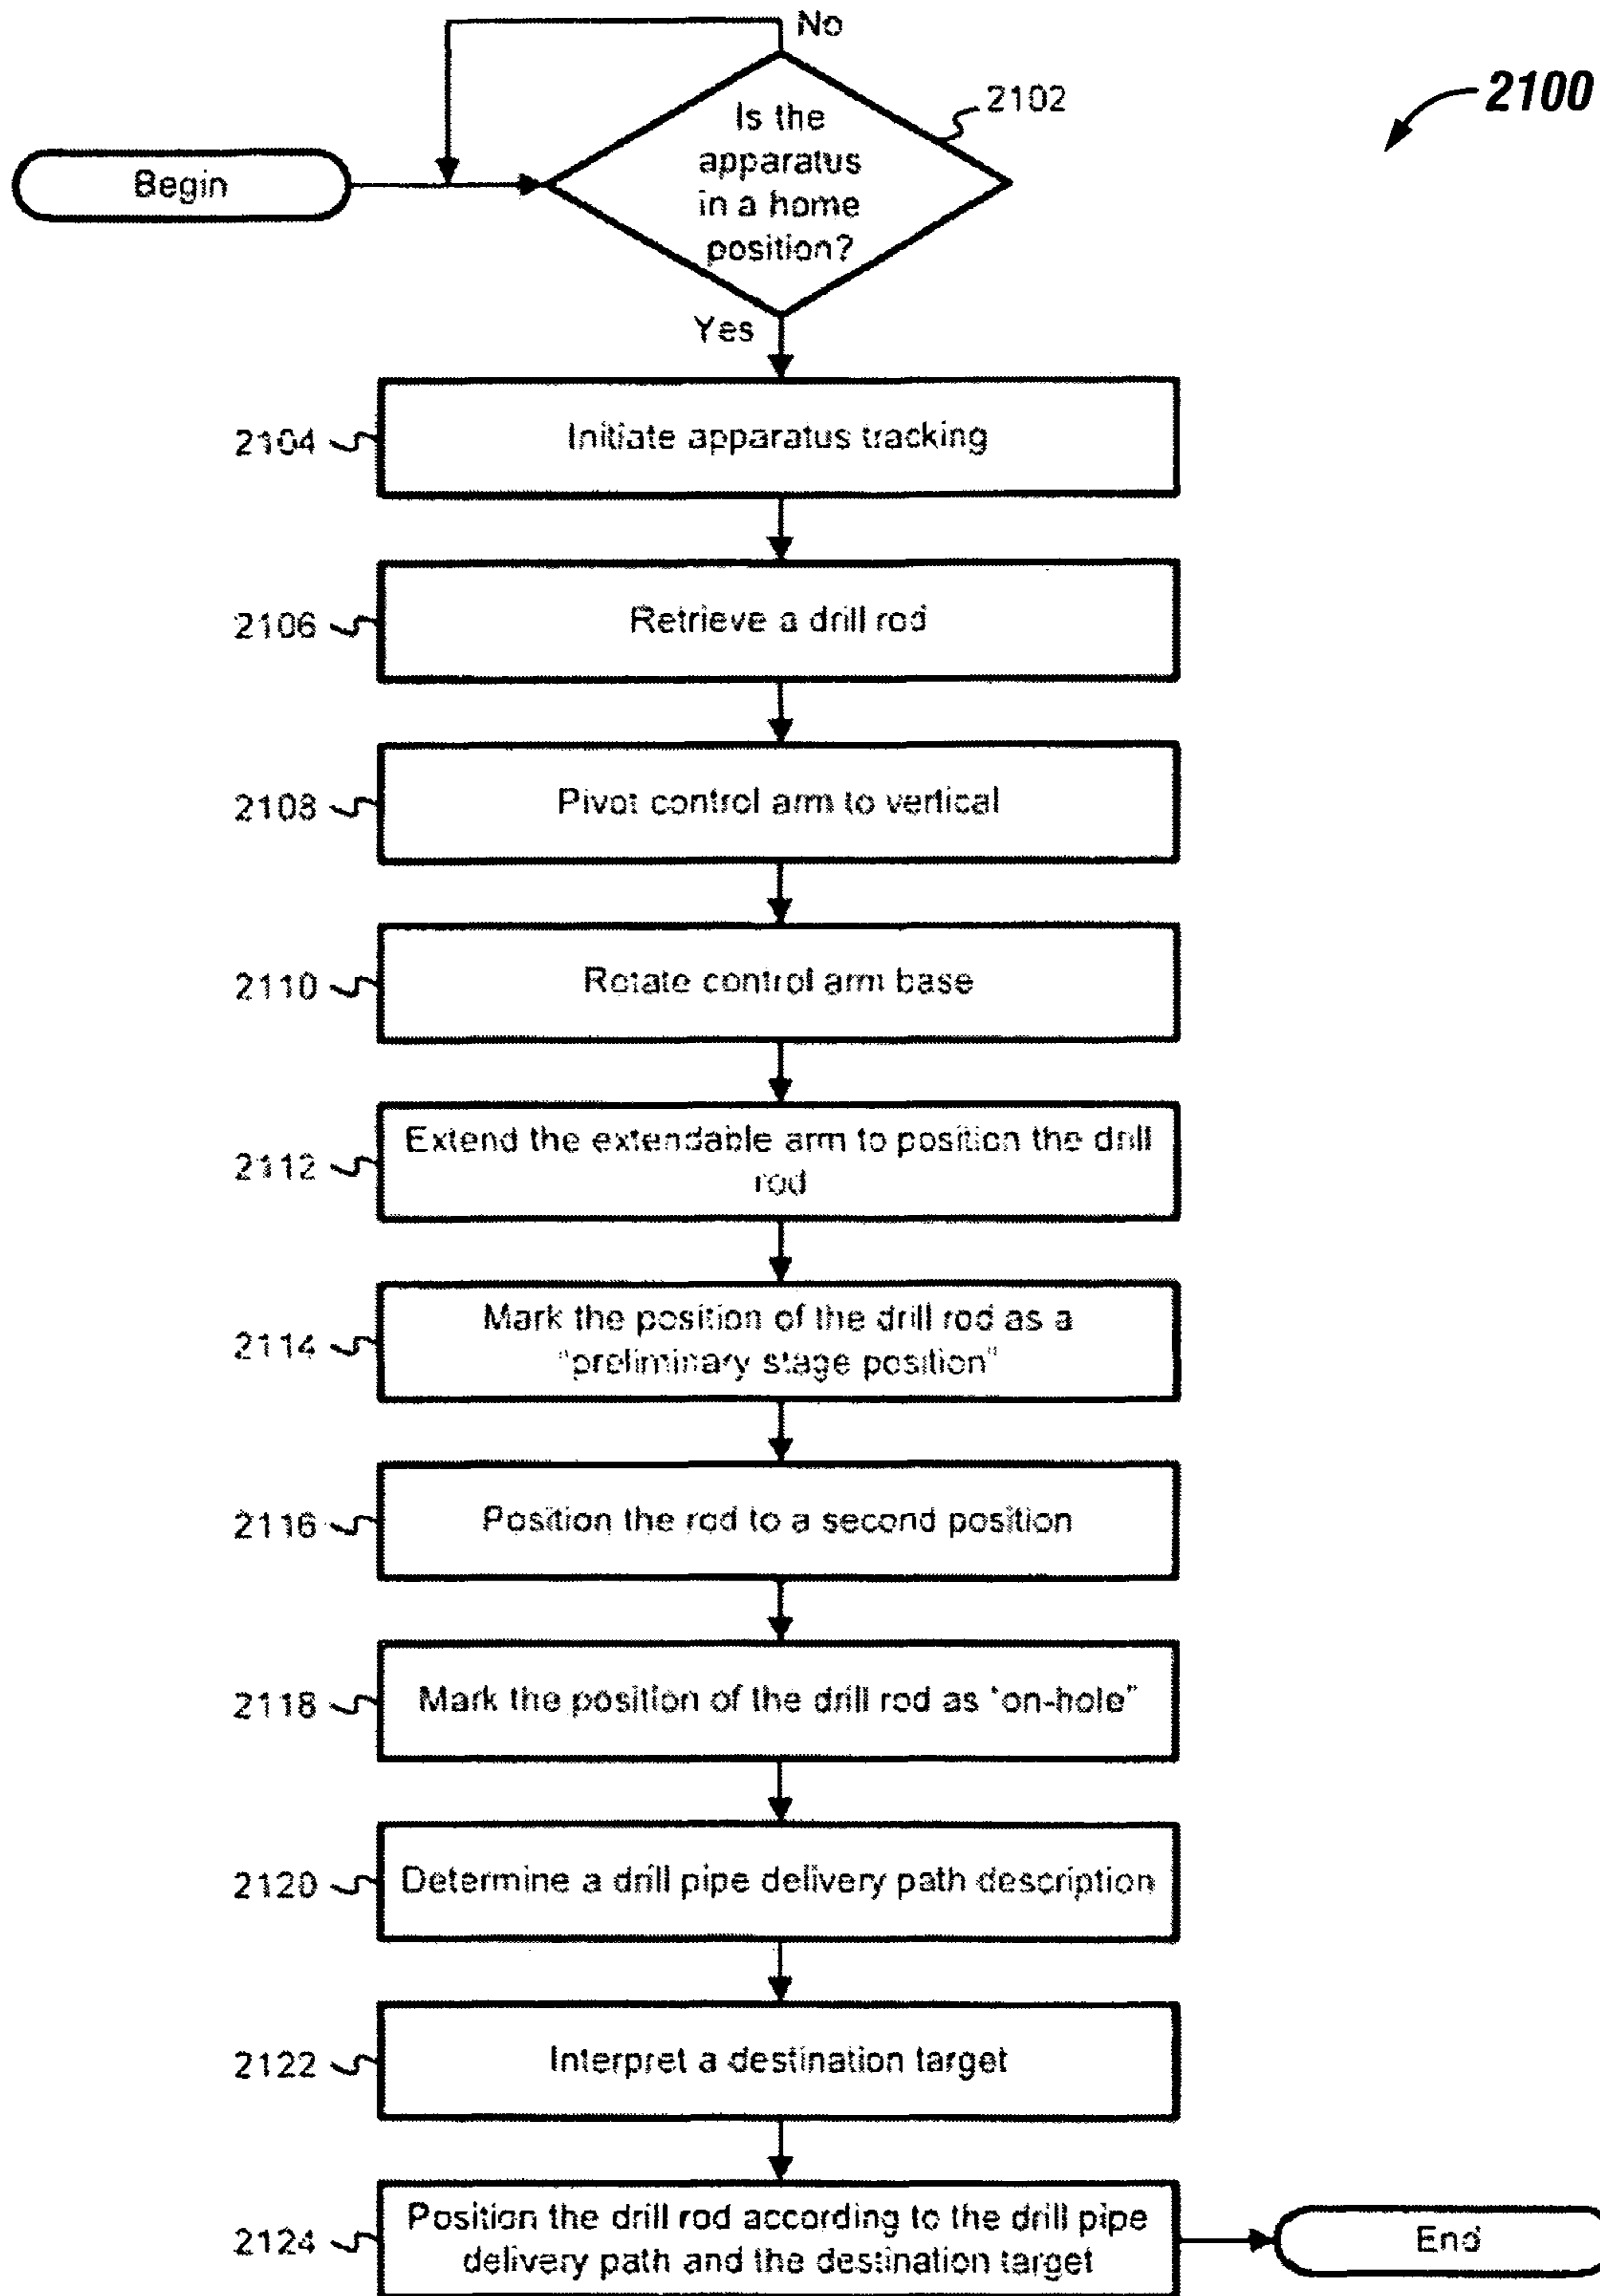 No
2100
2102
Is the
apparatus
in a home
position?
Begin
Yes
2104
Initiate apparatus tracking
2106
Retrieve a drill rod
2108
Pivot control arm to vertical
2110
Rotate control arm base
2112
Extend the extendable arm to position the drill
rod
2114
Mark the position of the drill rod as a
"preliminary stage position"
2116
Position the rod to a second position
2118
Mark the position of the drill rod as "on-hole"
2120
Determine a drill pipe delivery path description
2122
Interpret a destination target
2124
Position the drill rod according to the drill pipe
delivery path and the destination target
End